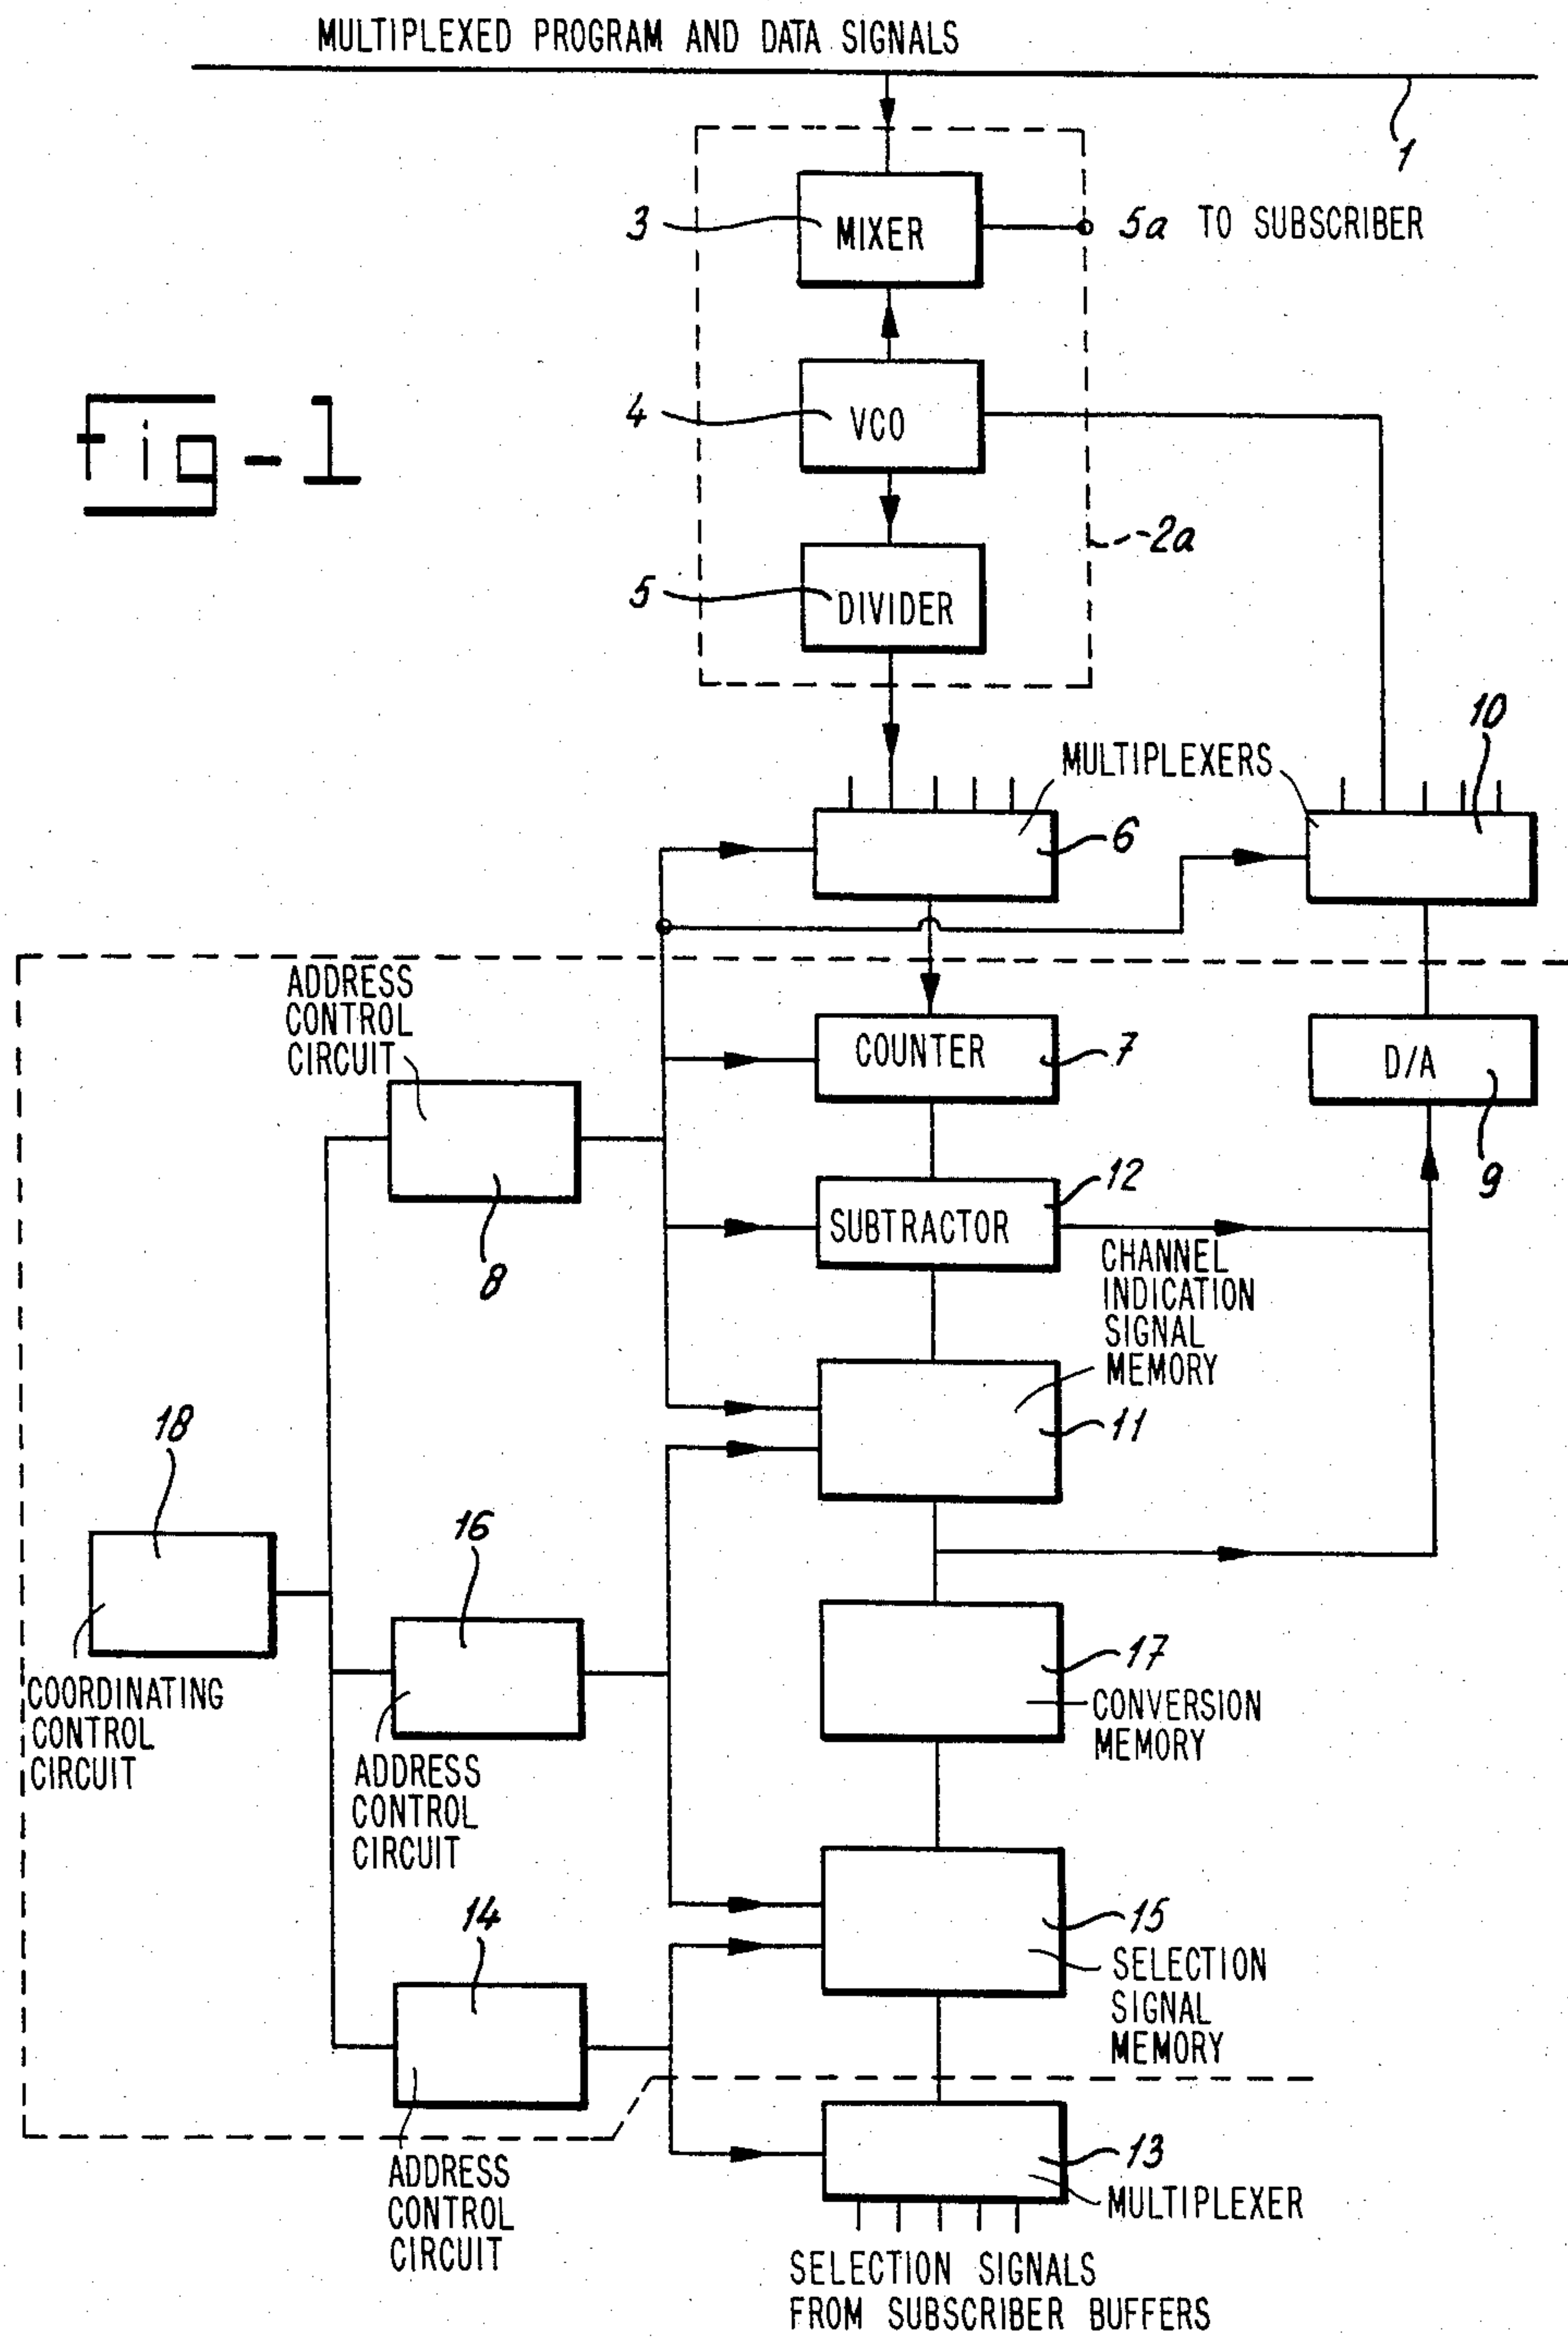 MULTIPLEXED PROGRAM AND DATA SIGNALS
1
3
MIXER
5a TO SUBSCRIBER
fig-1
4
VCO
2a
5
DIVIDER
10
MULTIPLEXERS
6
ADDRESS
CONTROL
CIRCUIT
COUNTER
7
D/A
9
8
12
SUBTRACTOR
CHANNEL
INDICATION
SIGNAL
MEMORY
11
18
16
17
CONVERSION
MEMORY
COORDINATING
CONTROL
CIRCUIT
ADDRESS
CONTROL
CIRCUIT
14
15
SELECTION
SIGNAL
MEMORY
13
MULTIPLEXER
ADDRESS
CONTROL
CIRCUIT
SELECTION SIGNALS
FROM SUBSCRIBER BUFFERS